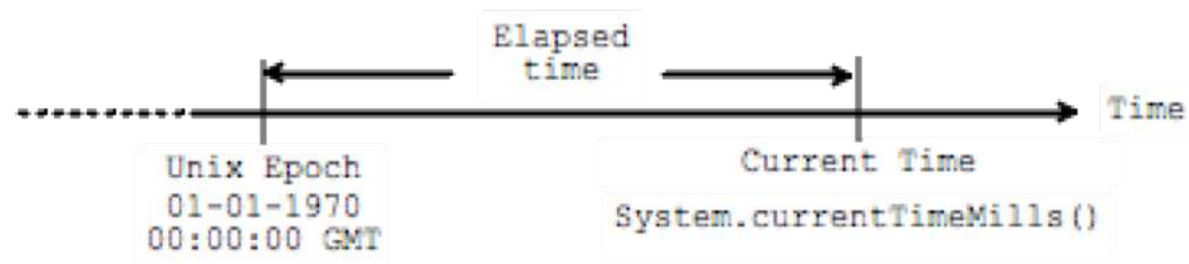 Elapsed
time
Time
Unix Epoch
01-01-1970
00:00:00 GMT
Current Time
System.currentTimeMills()